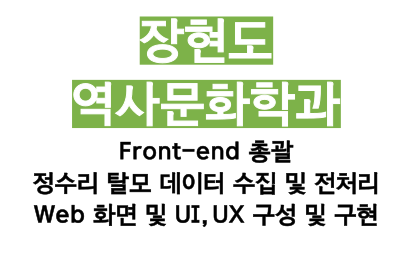 장현도
역사문화학과
Front-end 총괄
정수리 탈모 데이터 수집 및 전처리
Web 화면 및 UI, UX 구성 및 구현